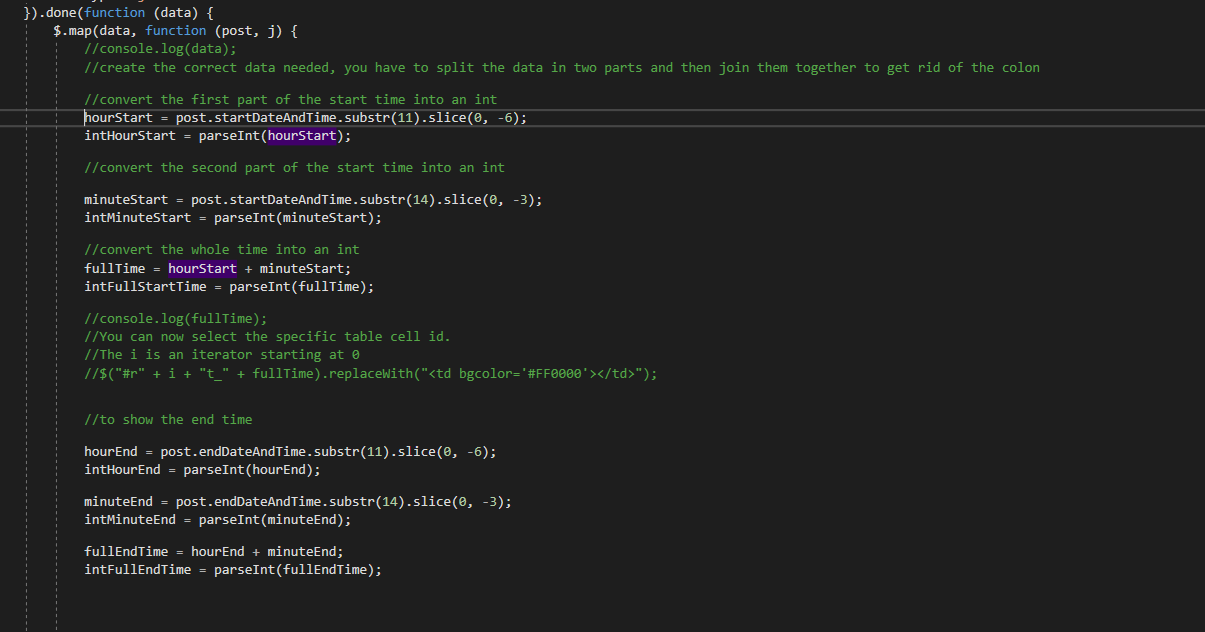 }).done(function (data) {
$.map(data, function (post, j) {
//console.log(data);
//create the correct data needed, you have to split the data in two parts and then join them together to get rid of the colon
//convert the first part of the start time into an int
hourStart = post.startDateAndTime.substr(11).slice(0, -6);
intHourStart = parseInt(hourStart);
//convert the second part of the start time into an int
minuteStart = post.startDateAndTime.substr(14).slice(0, -3);
intMinuteStart = parseInt(minuteStart);
//convert the whole time into an int
fullTime = hourStart + minuteStart;
intFullStartTime = parseInt(fullTime);
//console.log(fullTime);
//You can now select the specific table cell id.
//The i is an iterator starting at 0
//$("#r" + i + "t_" + fullTime).replaceWith("<td bgcolor='#FF0000'></td>");
//to show the end time
hourEnd = post.endDateAndTime.substr(11).slice(0, -6);
intHourEnd = parseInt(hourEnd);
minuteEnd = post.endDateAndTime.substr(14).slice(0, -3);
intMinuteEnd = parseInt(minuteEnd);
fullEndTime = hourEnd + minuteEnd;
intFullEndTime = parseInt(fullEndTime);